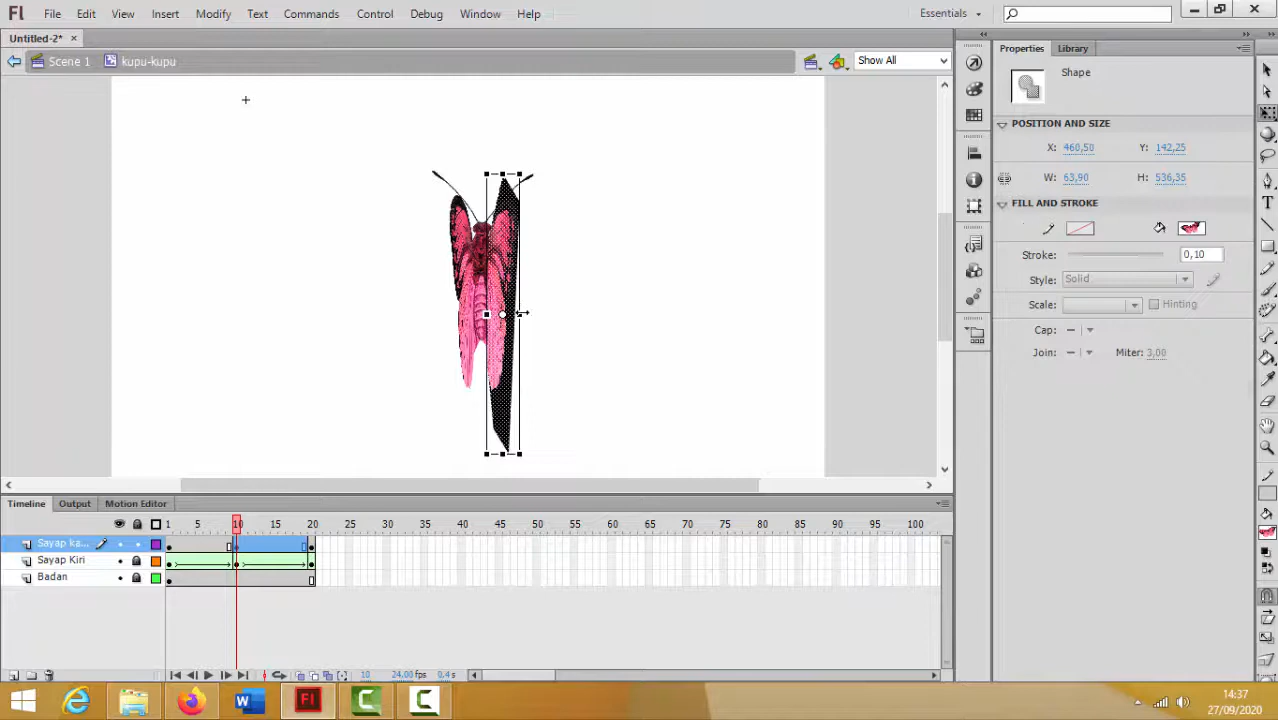 Fl File Edit View Insert Modify Text Commands Control Debug Window Help Essentials
Untitled-2* ×
Scene 1 kupu-kupu Show All
Properties Library
Shape
POSITION AND SIZE
X: 460,50 Y: 142,25
W: 63,90 H: 536,35
FILL AND STROKE
Stroke: 0,10
Style: Solid
Scale: Hinting
Cap:
Join: Miter: 3,00
Timeline Output Motion Editor
1 5 10 15 20 25 30 35 40 45 50 55 60 65 70 75 80 85 90 95 100
Sayap ka...
Sayap Kiri
Badan
10 24,00 fps 0.4 s
14:37
27/09/2020